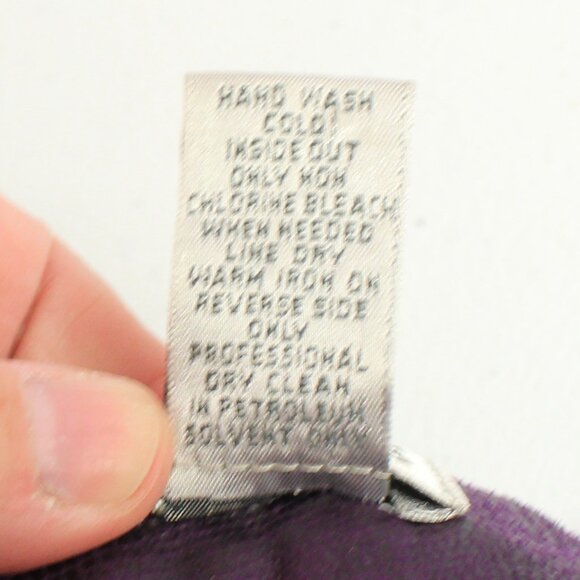 HAND WASH
COLD!
INSIDE OUT
ONLY NON
CHLORINE BLEACH
WHEN NEEDED
LINE DRY
WARM IRON ON
REVERSE SIDE
ONLY
PROFESSIONAL
DRY CLEAN
IN PETROLEUM
SOLVENT ONLY